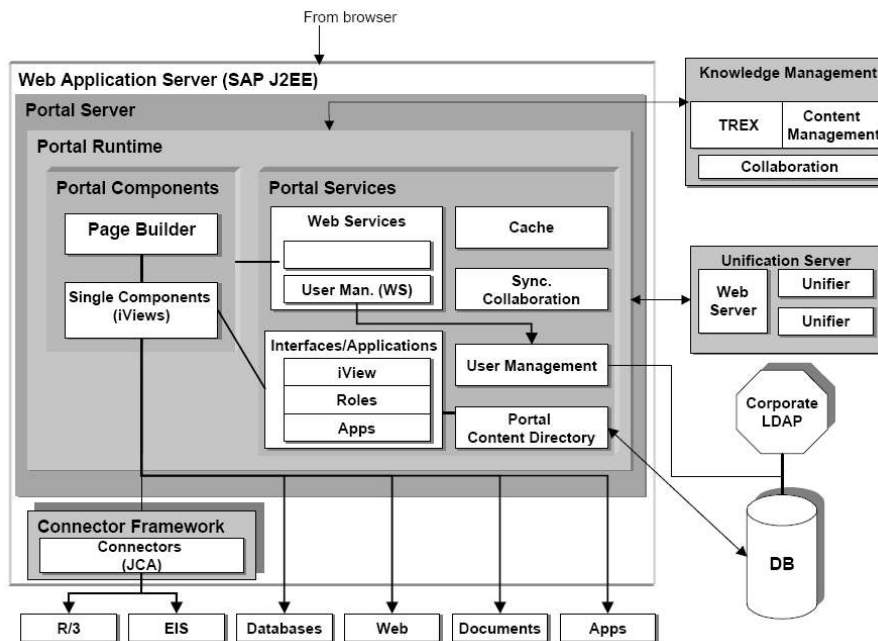 From browser
Web Application Server (SAP J2EE)
Portal Server
Portal Runtime
Portal Components
Page Builder
Single Components
(iViews)
Portal Services
Web Services
User Man. (WS)
Cache
Sync.
Collaboration
Interfaces/Applications
iView
Roles
Apps
User Management
Portal
Content Directory
Connector Framework
Connectors
(JCA)
R/3
EIS
Databases
Web
Documents
Apps
Knowledge Management
TREX
Content
Management
Collaboration
Unification Server
Web
Server
Unifier
Unifier
Corporate
LDAP
DB